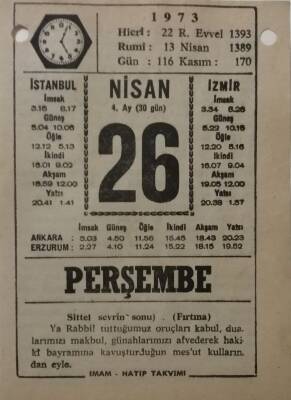 1973
Hicrî : 22 R. Evvel 1393
Rumi : 13 Nisan 1389
Gün : 116 Kasım : 170
İSTANBUL
NİSAN
İZMİR
4. Ay (30 gün)
İmsak
3.16 8.17
Güneş
5.04 10.06
Öğle
12.12 5.13
İkindi
16.01 9.02
Akşam
18.59 12.00
Yatsı
20.41 1.41
26
İmsak
3.34 8.28
Güneş
5.22 10.16
Öğle
12.20 5.16
İkindi
16.07 9.04
Akşam
19.05 12.00
Yatsı
20.38 1.57
İmsak Güneş Öğle İkindi Akşam Yatsı
ANKARA : 3.03 4.50 11.56 15.45 18.43 20.23
ERZURUM : 2.27 4.10 11.24 15.22 18.15 19.52
PERŞEMBE
Sittei sevrin sonu) . (Fırtına)
Ya Rabbi! tuttuğumuz oruçları kabul, dua-
larımızı makbul, günahlarımızı afvederek haki-
kî bayramına kavuşturduğun mes'ut kulların-
dan eyle.
İMAM - HATİP TAKVİMİ